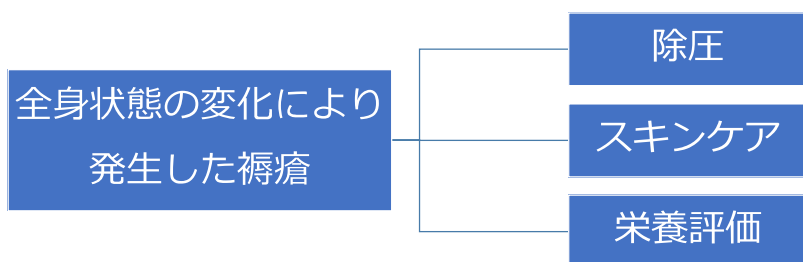 全身状態の変化により
発生した褥瘡
除圧
スキンケア
栄養評価